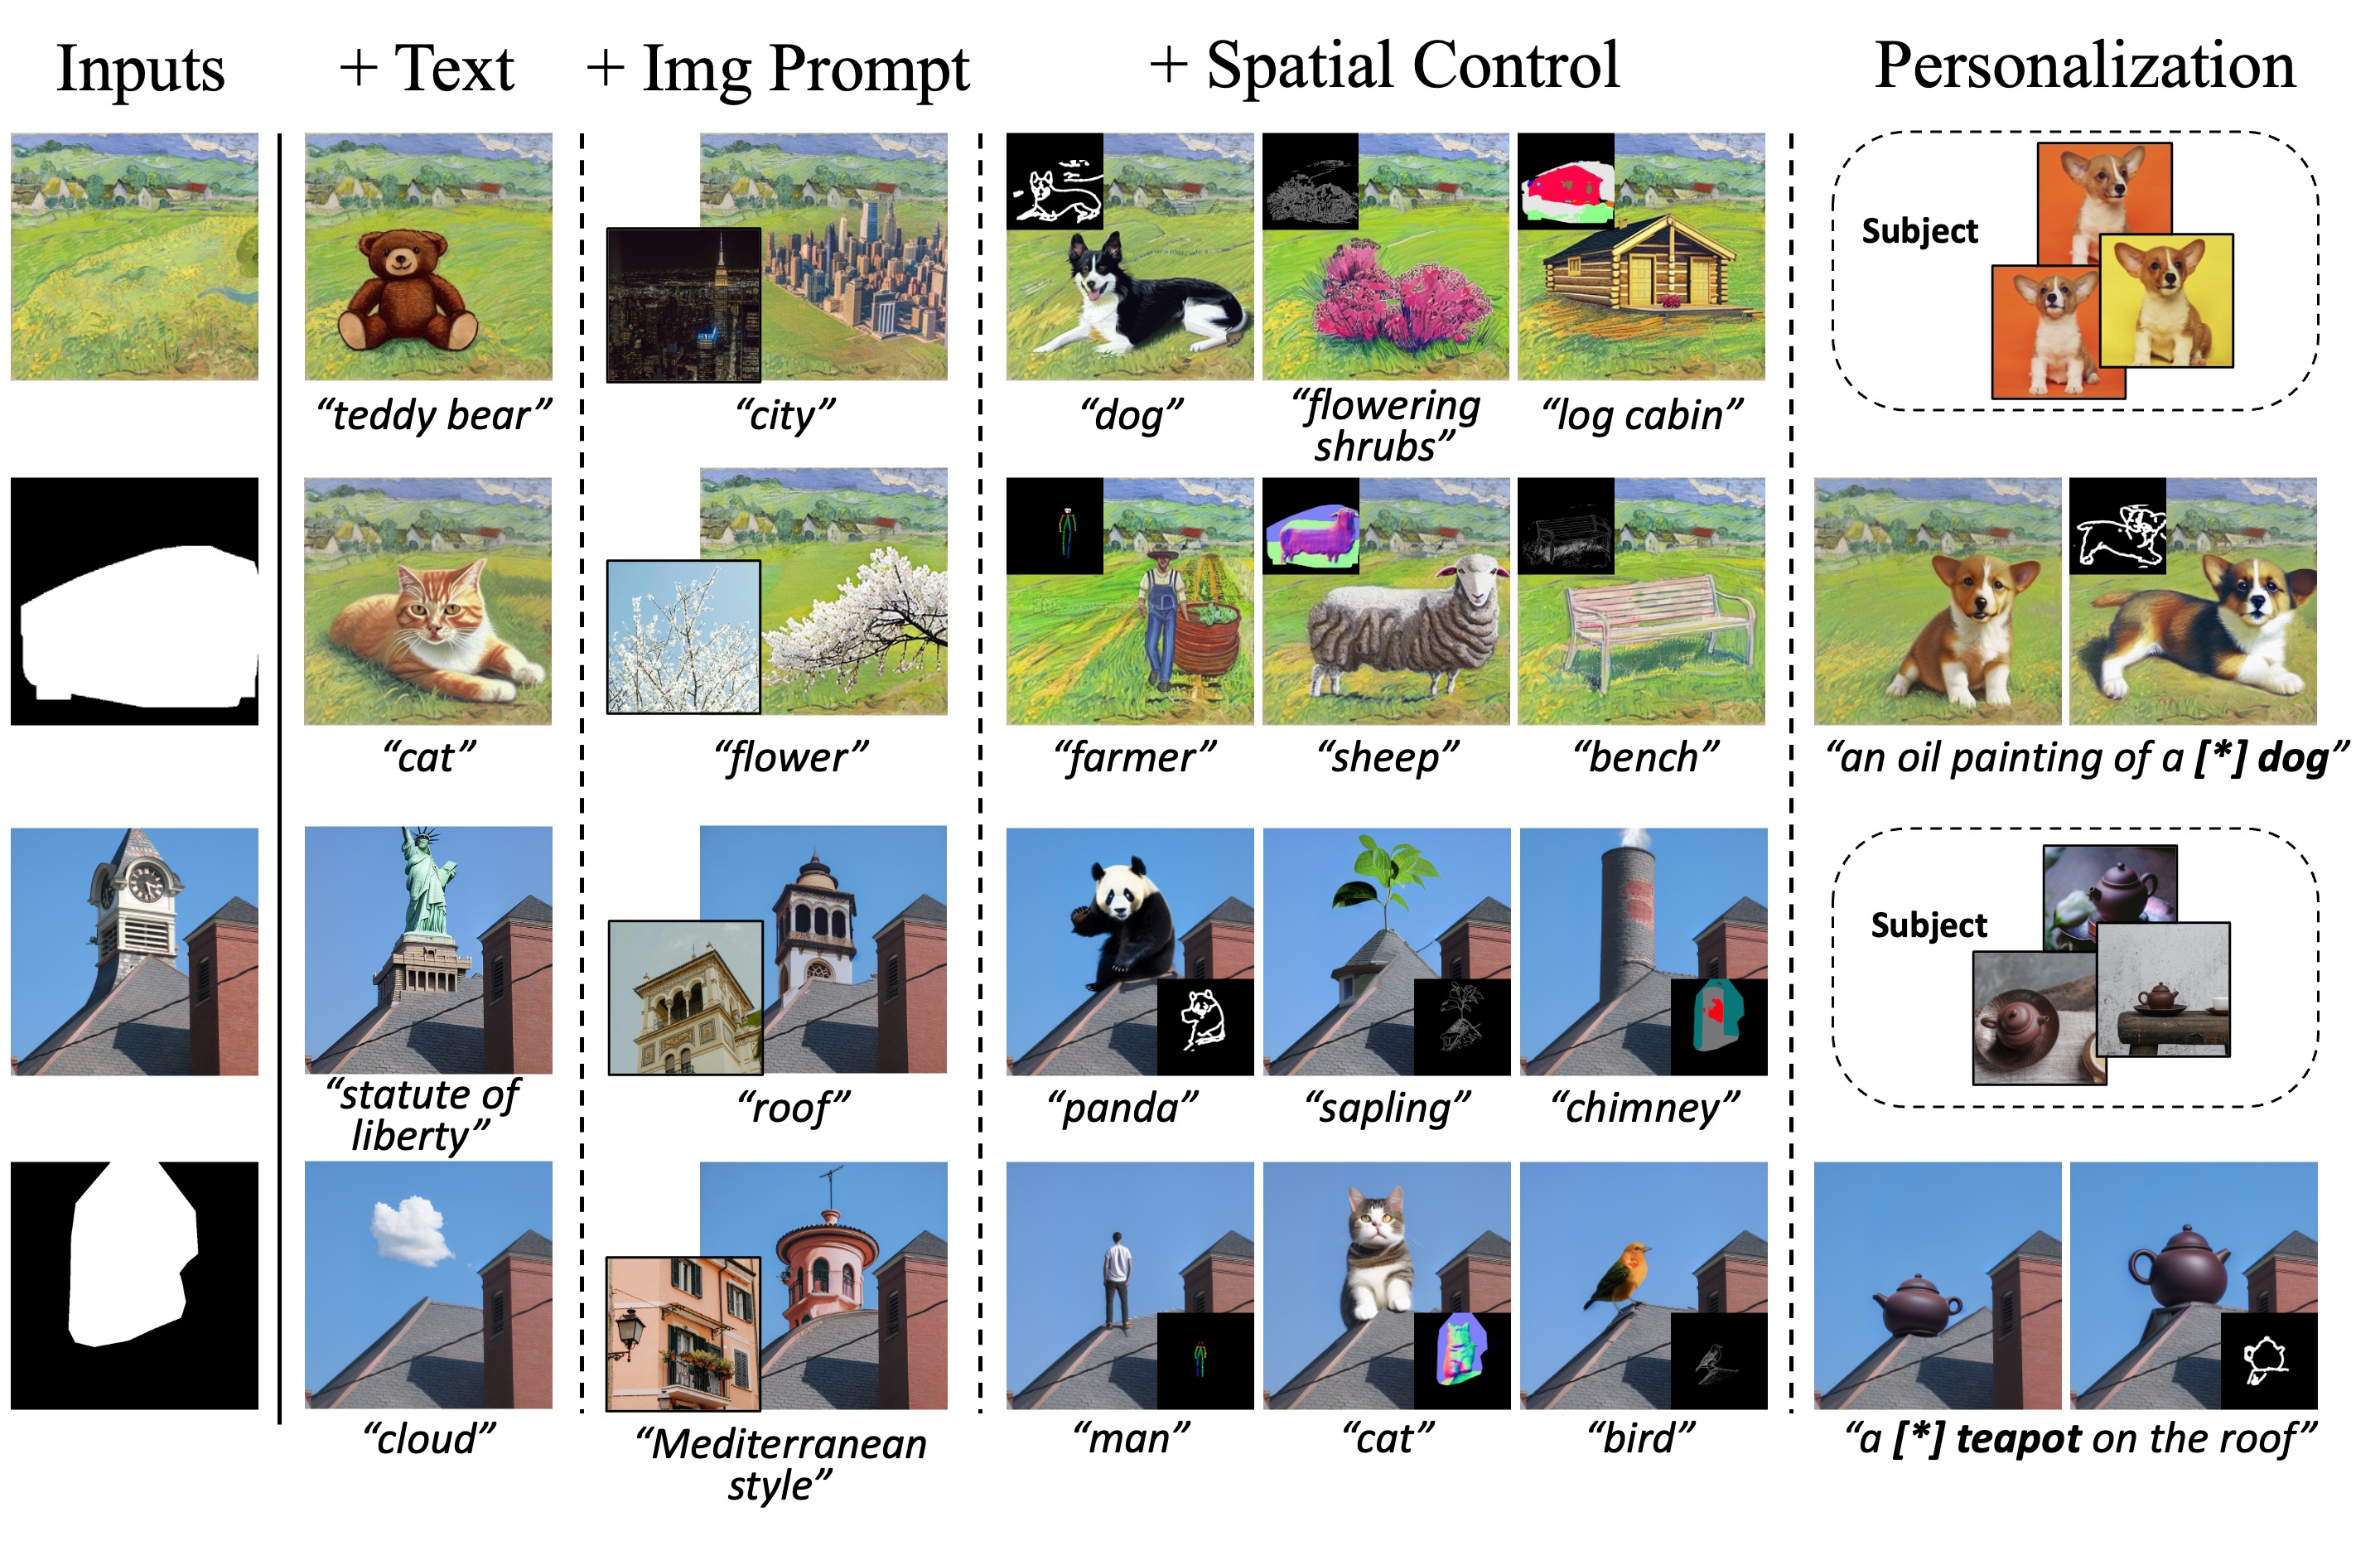 Inputs
+ Text
+ Img Prompt
+ Spatial Control
Personalization
Subject
“teddy bear”
“city”
“dog”
“flowering
shrubs”
“log cabin”
“cat”
“flower”
“farmer”
“sheep”
“bench”
“an oil painting of a [*] dog”
Subject
“statute of
liberty”
“roof”
“panda”
“sapling”
“chimney”
“cloud”
“Mediterranean
style”
“man”
“cat”
“bird”
“a [*] teapot on the roof”